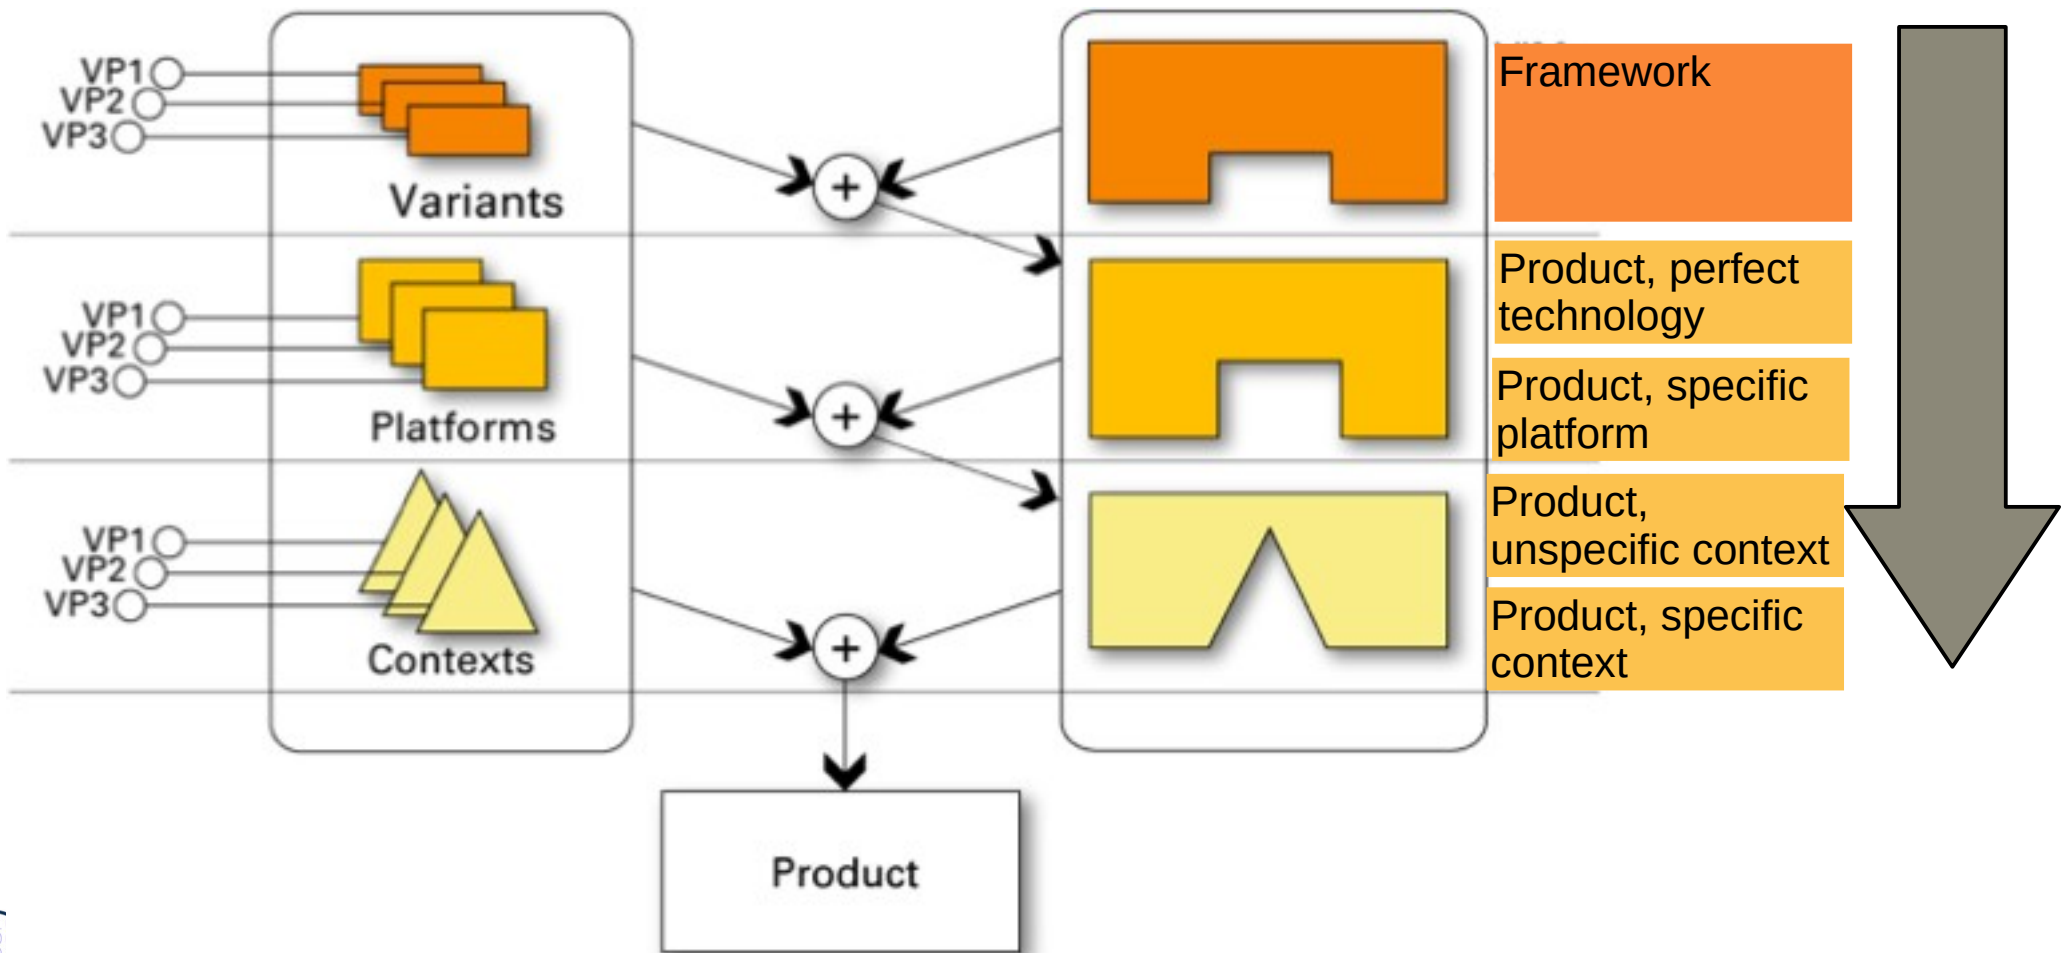 VP1
VP2
VP3
Variants
Framework
VP1
VP2
VP3
Platforms
Product, perfect
technology
Product, specific
platform
VP1
VP2
VP3
Contexts
Product,
unspecific context
Product, specific
context
Product